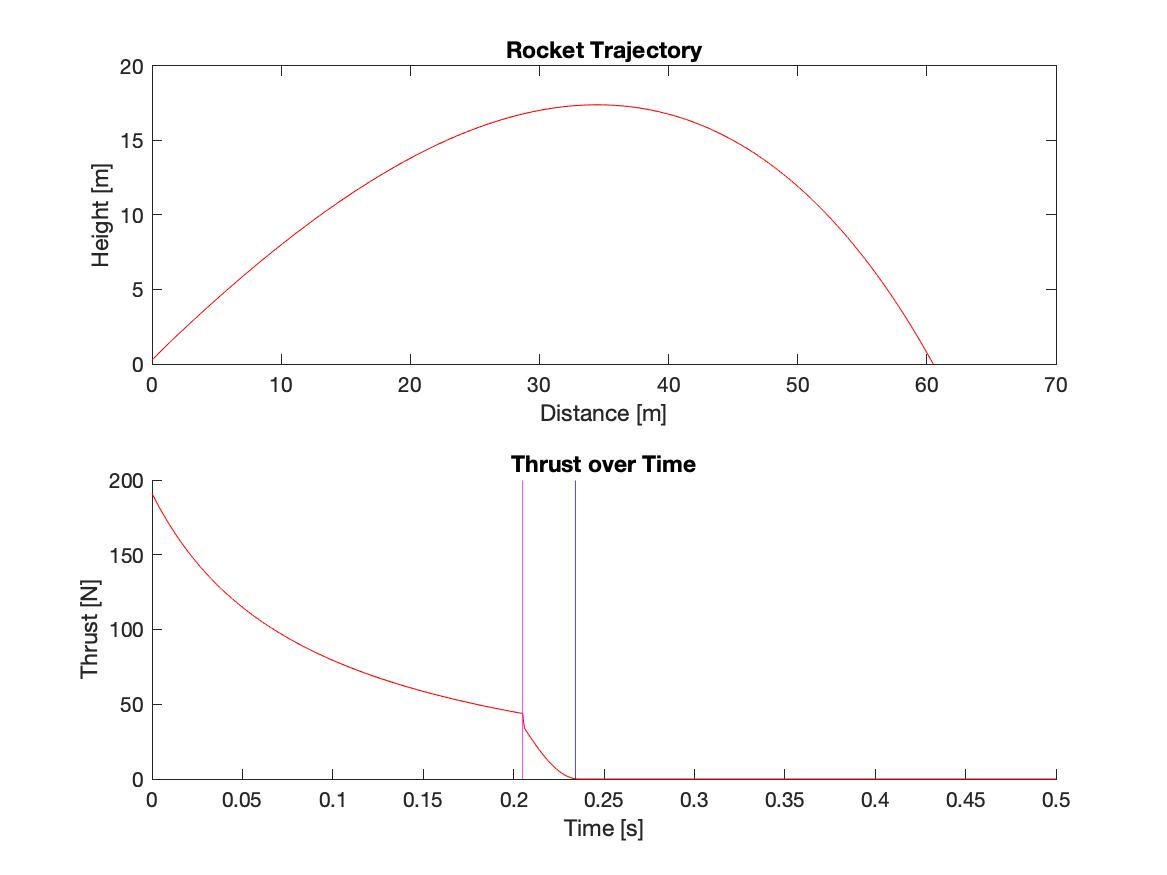 Rocket Trajectory
20
15
10
5
0
Height [m]
0 10 20 30 40 50 60 70
Distance [m]
Thrust over Time
200
150
100
50
0
Thrust [N]
0 0.05 0.1 0.15 0.2 0.25 0.3 0.35 0.4 0.45 0.5
Time [s]